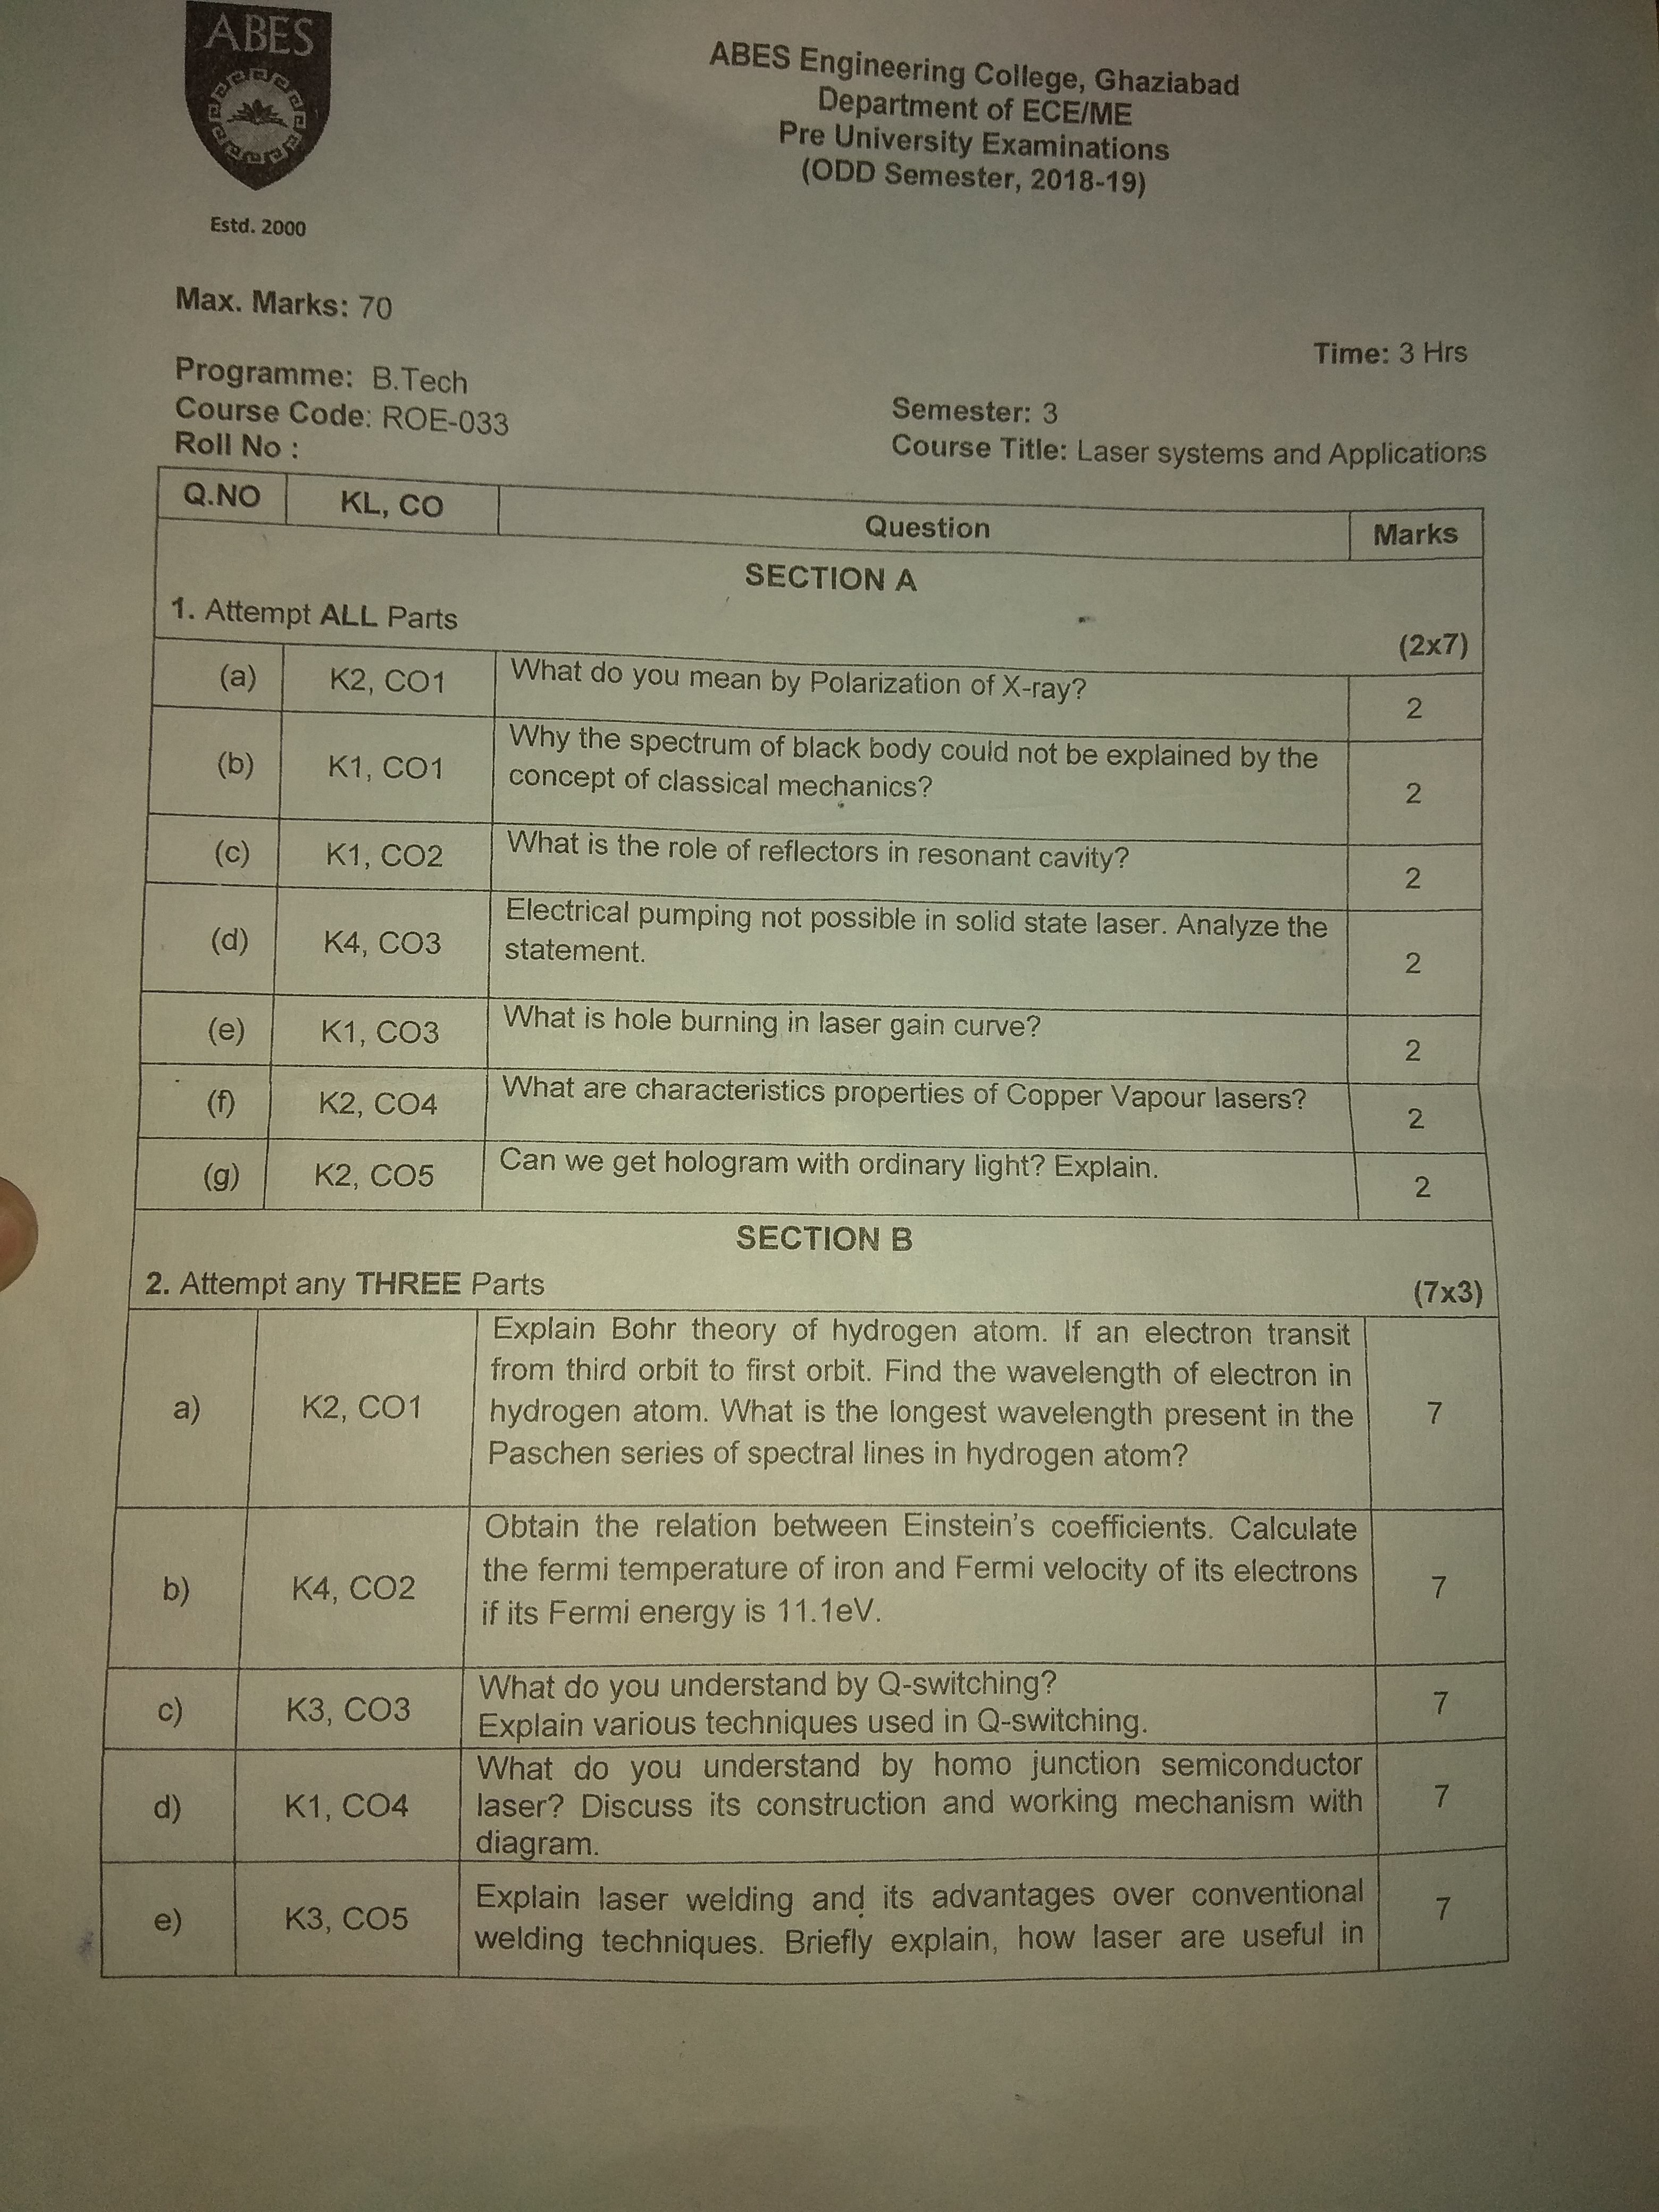 ABES
Estd. 2000
ABES Engineering College, Ghaziabad
Department of ECE/ME
Pre University Examinations
(ODD Semester, 2018-19)
Max. Marks: 70
Time: 3 Hrs
Programme: B.Tech
Course Code: ROE-033
Semester: 3
Roll No :
Course Title: Laser systems and Applications
Q.NO KL, CO Question Marks
SECTION A
1. Attempt ALL Parts
(2x7)
(a) K2, CO1 What do you mean by Polarization of X-ray? 2
(b) K1, CO1 Why the spectrum of black body could not be explained by the
concept of classical mechanics? 2
(c) K1, CO2 What is the role of reflectors in resonant cavity? 2
(d) K4, CO3 Electrical pumping not possible in solid state laser. Analyze the
statement. 2
(e) K1, CO3 What is hole burning in laser gain curve? 2
(f) K2, CO4 What are characteristics properties of Copper Vapour lasers? 2
(g) K2, CO5 Can we get hologram with ordinary light? Explain. 2
SECTION B
2. Attempt any THREE Parts (7x3)
a) K2, CO1 Explain Bohr theory of hydrogen atom. If an electron transit
from third orbit to first orbit. Find the wavelength of electron in
hydrogen atom. What is the longest wavelength present in the 7
Paschen series of spectral lines in hydrogen atom?
b) K4, CO2 Obtain the relation between Einstein's coefficients. Calculate
the fermi temperature of iron and Fermi velocity of its electrons 7
if its Fermi energy is 11.1eV.
c) K3, CO3 What do you understand by Q-switching? 7
Explain various techniques used in Q-switching.
d) K1, CO4 What do you understand by homo junction semiconductor
laser? Discuss its construction and working mechanism with 7
diagram.
e) K3, CO5 Explain laser welding and its advantages over conventional 7
welding techniques. Briefly explain, how laser are useful in